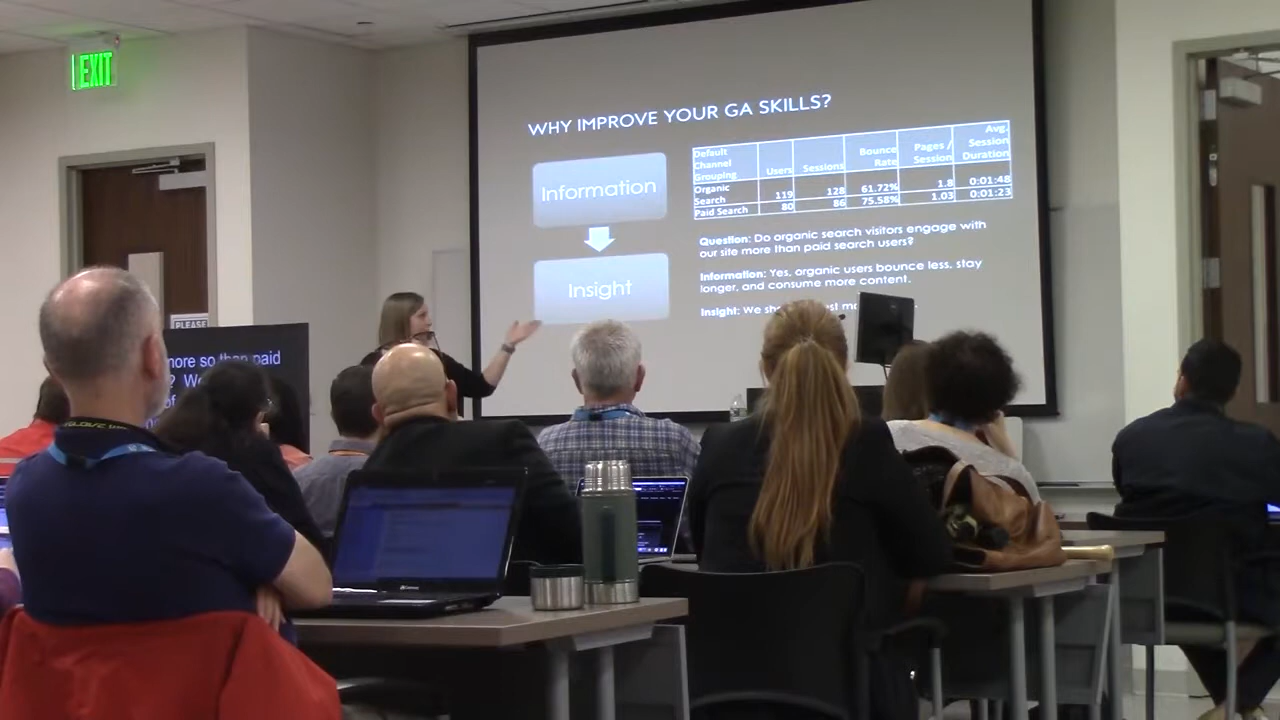 EXIT
WHY IMPROVE YOUR GA SKILLS?
Information
Insight
Default Channel Grouping Users Sessions Bounce Rate Pages / Session Avg. Session Duration
Organic Search 119 128 61.72% 1.8 0:01:48
Paid Search 80 86 75.58% 1.03 0:01:23
Question: Do organic search visitors engage with
our site more than paid search users?
Information: Yes, organic users bounce less, stay
longer, and consume more content.
Insight: We
PLEASE
more so than paid
? We
of